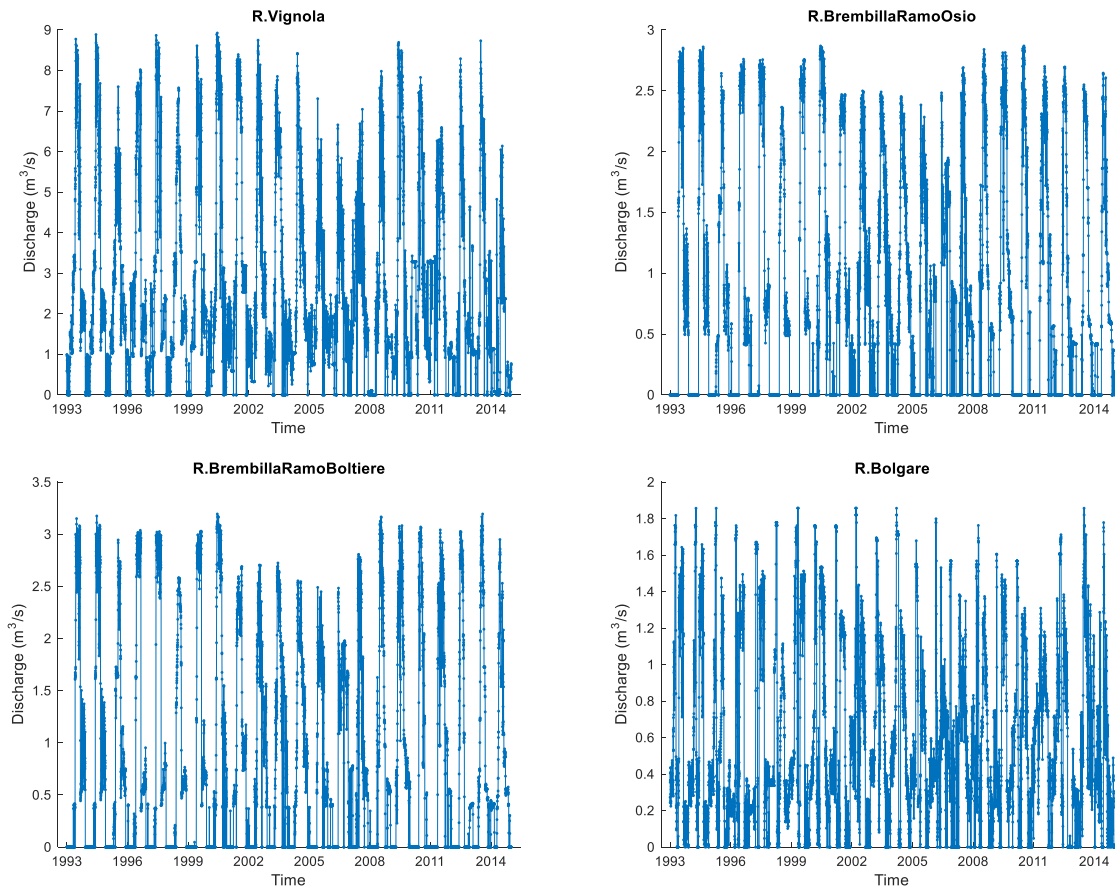 R.Vignola
9
8
7
6
5
4
3
2
1
0
Discharge (m³/s)
1993 1996 1999 2002 2005 2008 2011 2014
Time
R.BrembillaRamoOsio
3
2.5
2
1.5
1
0.5
0
Discharge (m³/s)
1993 1996 1999 2002 2005 2008 2011 2014
Time
R.BrembillaRamoBoltiere
3.5
3
2.5
2
1.5
1
0.5
0
Discharge (m³/s)
1993 1996 1999 2002 2005 2008 2011 2014
Time
R.Bolgare
2
1.8
1.6
1.4
1.2
1
0.8
0.6
0.4
0.2
0
Discharge (m³/s)
1993 1996 1999 2002 2005 2008 2011 2014
Time